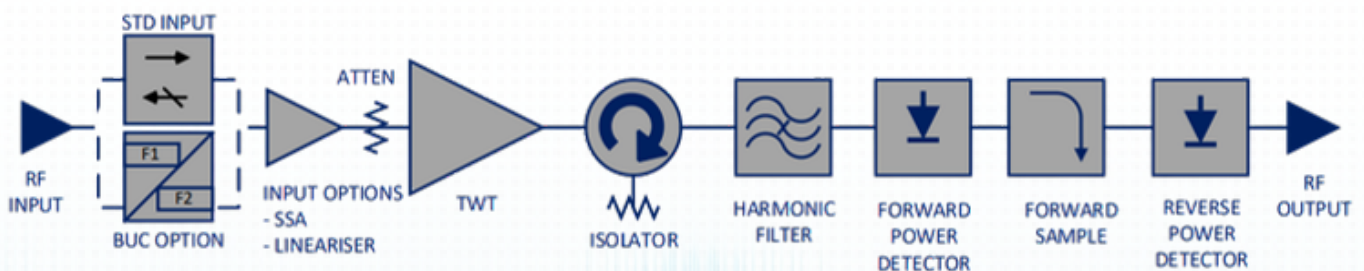 STD INPUT
ATTEN
F1
F2
RF
INPUT
BUC OPTION
INPUT OPTIONS
- SSA
- LINEARISER
TWT
ISOLATOR
HARMONIC
FILTER
FORWARD
POWER
DETECTOR
FORWARD
SAMPLE
REVERSE
POWER
DETECTOR
RF
OUTPUT